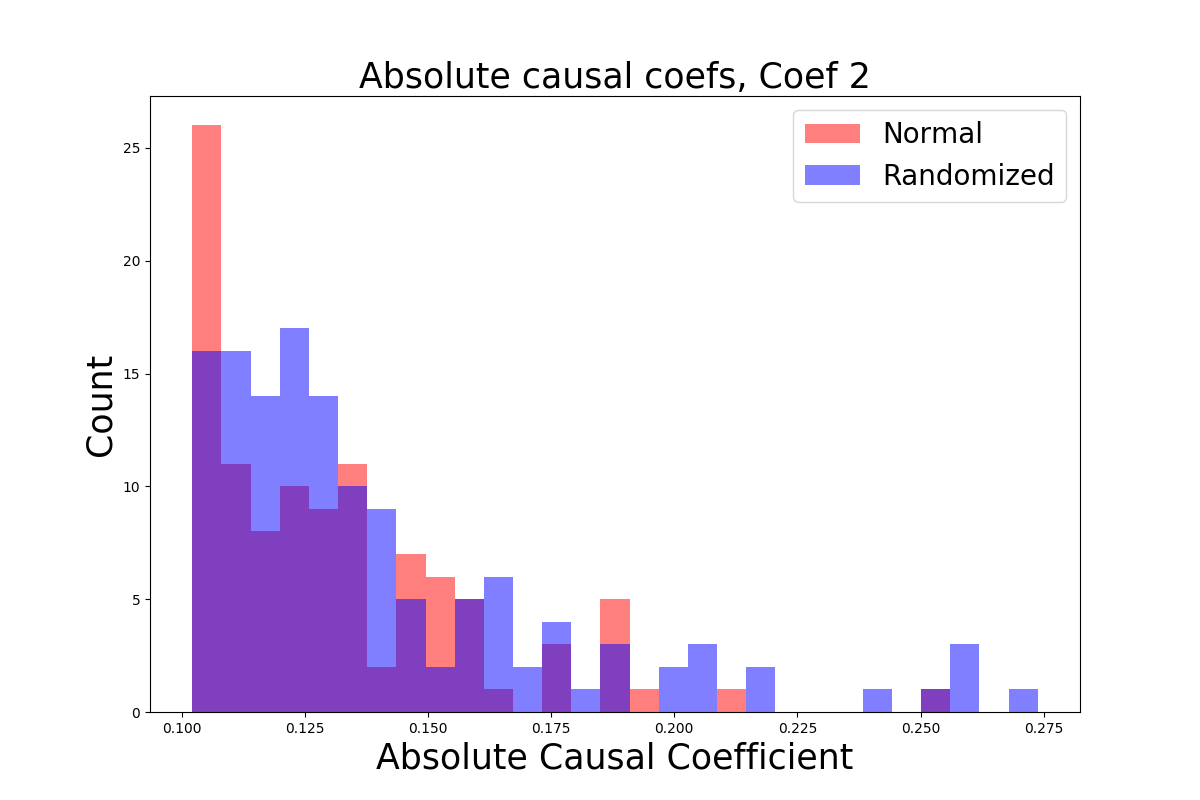 Absolute causal coefs, Coef 2
Normal
Randomized
Count
25
20
15
10
5
0
0.100 0.125 0.150 0.175 0.200 0.225 0.250 0.275
Absolute Causal Coefficient